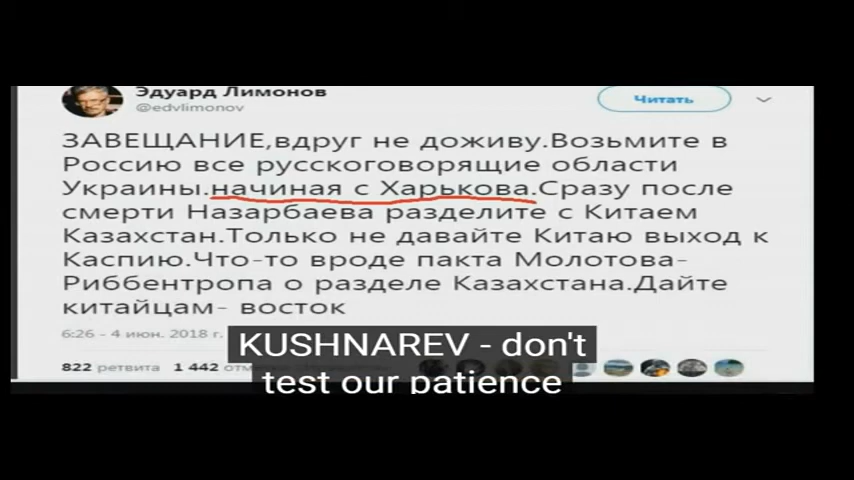 Эдуард Лимонов
@edvlimonov
Читать
ЗАВЕЩАНИЕ,вдруг не доживу.Возьмите в
Россию все русскоговорящие области
Украины.начиная с Харькова.Сразу после
смерти Назарбаева разделите с Китаем
Казахстан.Только не давайте Китаю выход к
Каспию.Что-то вроде пакта Молотова-
Риббентропа о разделе Казахстана.Дайте
китайцам- восток
6:26 - 4 июн. 2018 г.
822 ретвита 1 442
KUSHNAREV - don't
test our patience